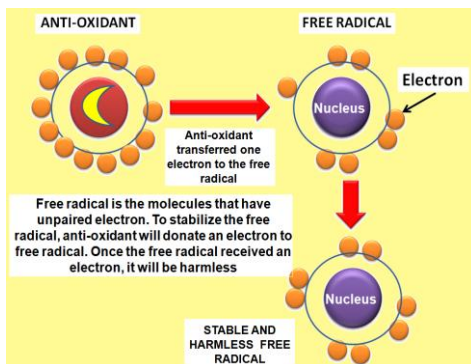 ANTI-OXIDANT
FREE RADICAL
Electron
Nucleus
Anti-oxidant
transferred one
electron to the free
radical
Free radical is the molecules that have
unpaired electron. To stabilize the free
radical, anti-oxidant will donate an electron to
free radical. Once the free radical received an
electron, it will be harmless
Nucleus
STABLE AND
HARMLESS FREE
RADICAL